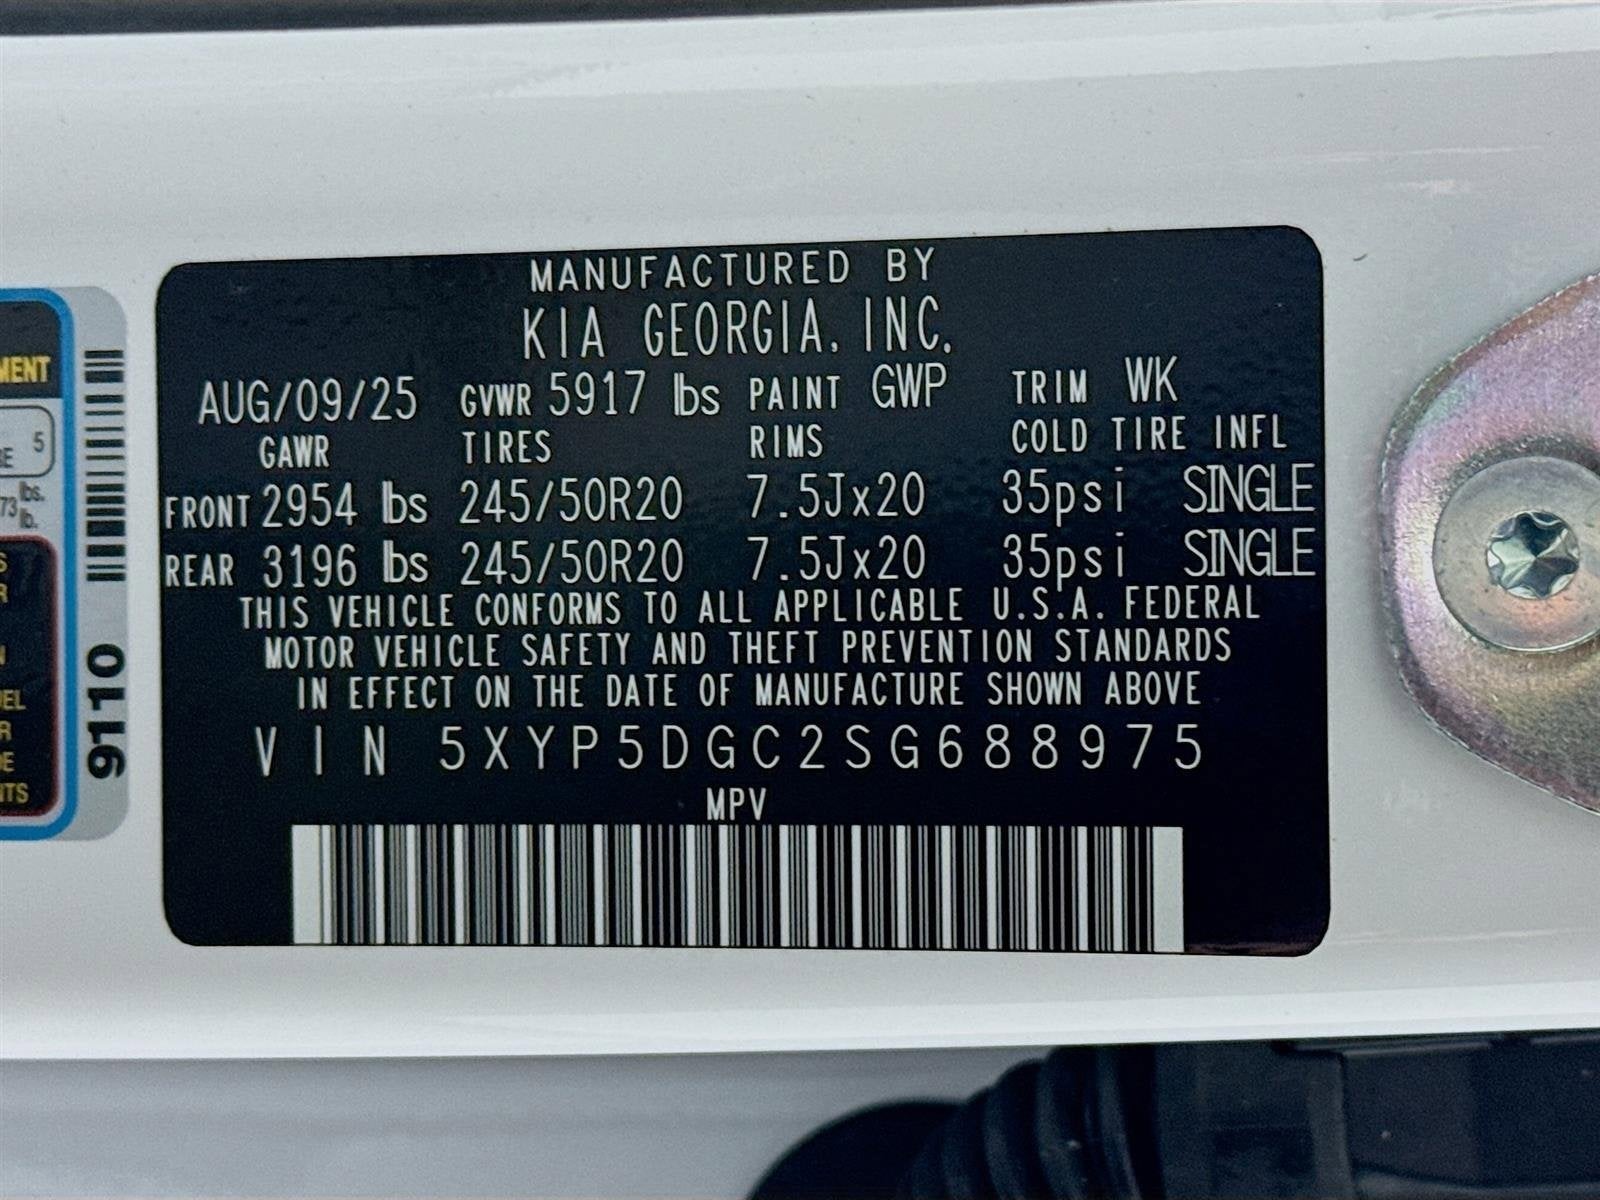 MANUFACTURED BY
KIA GEORGIA, INC.
AUG/09/25 GVWR 5917 lbs PAINT GWP TRIM WK
GAWR TIRES RIMS COLD TIRE INFL
FRONT 2954 lbs 245/50R20 7.5Jx20 35psi SINGLE
REAR 3196 lbs 245/50R20 7.5Jx20 35psi SINGLE
THIS VEHICLE CONFORMS TO ALL APPLICABLE U.S.A. FEDERAL
MOTOR VEHICLE SAFETY AND THEFT PREVENTION STANDARDS
IN EFFECT ON THE DATE OF MANUFACTURE SHOWN ABOVE
VIN 5XYP5DGC2SG688975
MPV
9110
5
lbs.
lb.